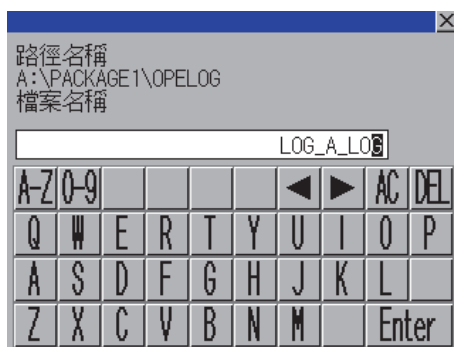 ×
路徑名稱
A:\PACKAGE1\OPELOG
檔案名稱
LOG_A_LOG
A-Z 0-9 ◀ ▶ AC DEL
Q W E R T Y U I O P
A S D F G H J K L
Z X C V B N M Enter